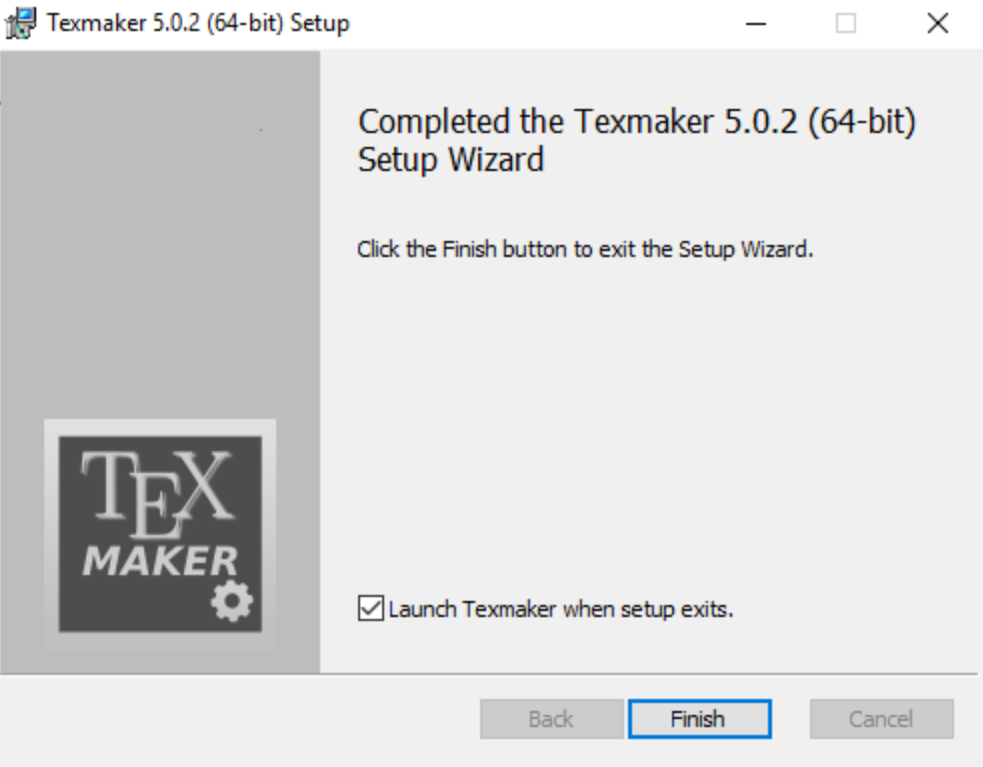 Texmaker 5.0.2 (64-bit) Setup
Completed the Texmaker 5.0.2 (64-bit)
Setup Wizard
Click the Finish button to exit the Setup Wizard.
TEX
MAKER
Launch Texmaker when setup exits.
Back
Finish
Cancel